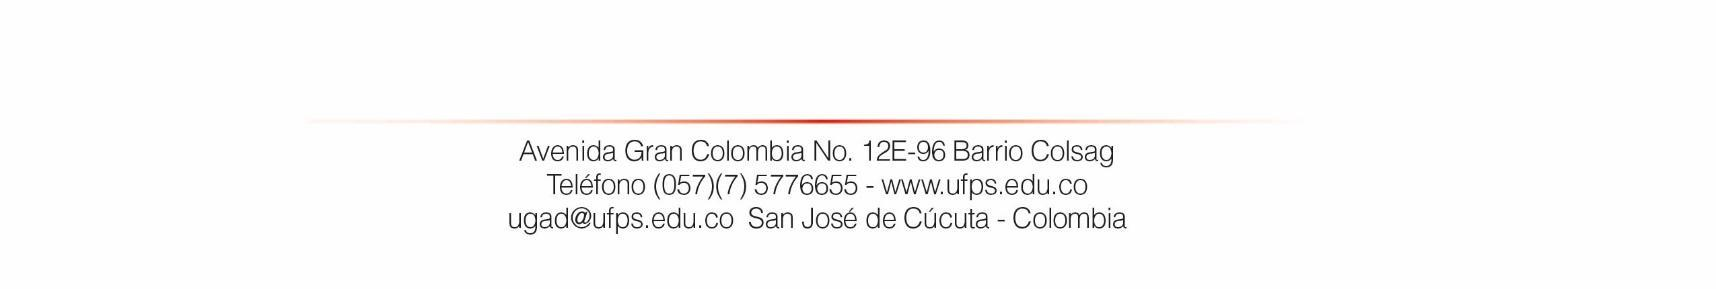 Avenida Gran Colombia No. 12E-96 Barrio Colsag
Teléfono (057)(7) 5776655 - www.ufps.edu.co
ugad@ufps.edu.co  San José de Cúcuta - Colombia